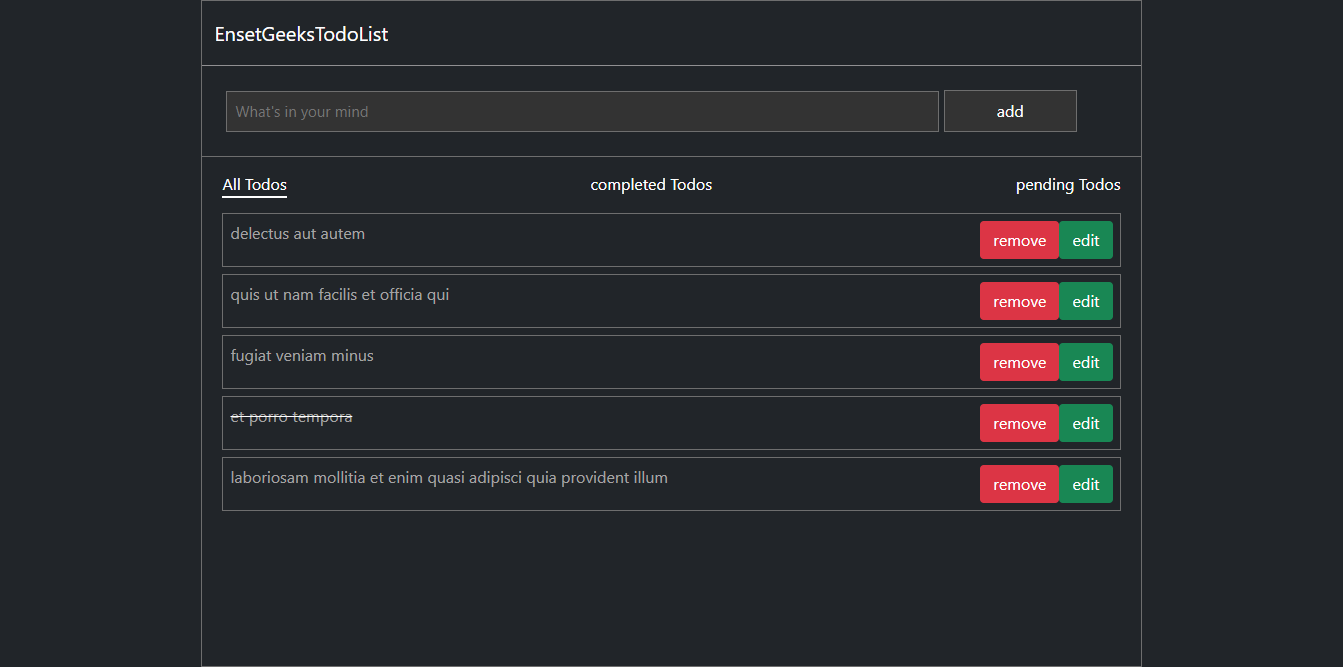 EnsetGeeksTodoList
What's in your mind add
All Todos completed Todos pending Todos
delectus aut autem remove edit
quis ut nam facilis et officia qui remove edit
fugiat veniam minus remove edit
et porro tempora remove edit
laboriosam mollitia et enim quasi adipisci quia provident illum remove edit